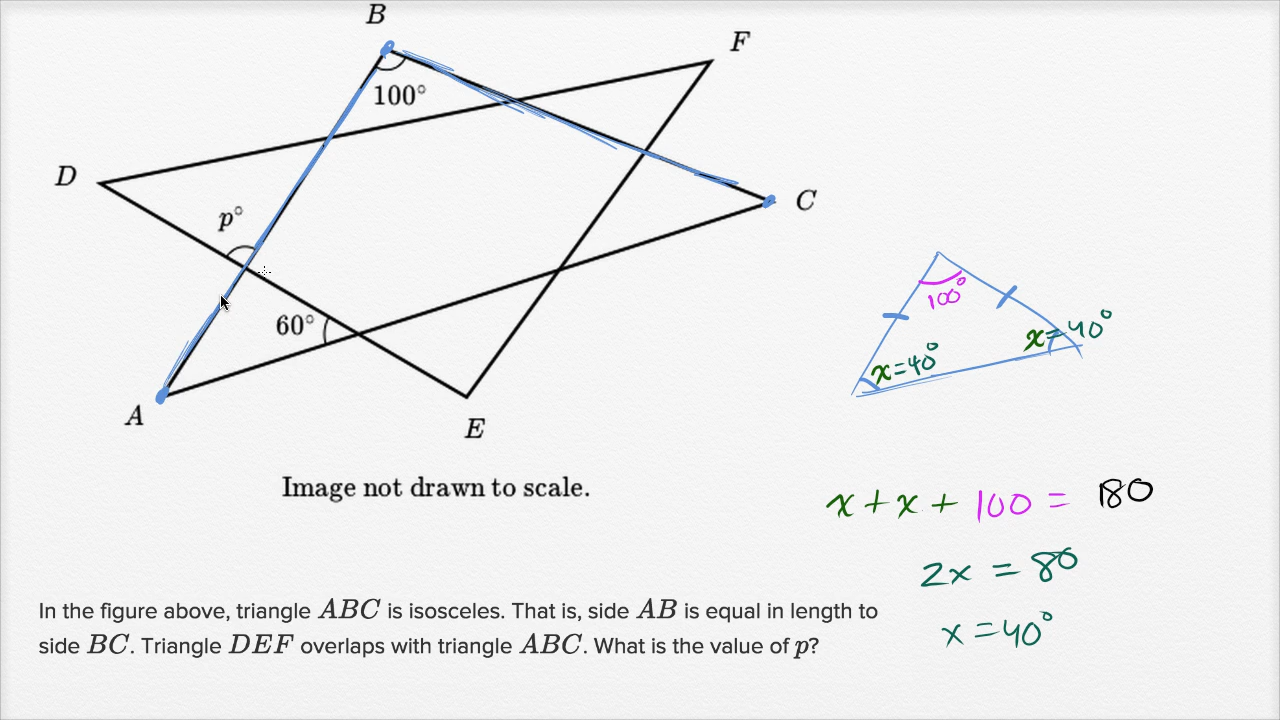 B
F
100°
D
C
p°
100°
x=40°
60°
x=40°
A
E
Image not drawn to scale.
x+x+100=180
2x=80
x=40°
In the figure above, triangle ABC is isosceles. That is, side AB is equal in length to
side BC. Triangle DEF overlaps with triangle ABC. What is the value of p?